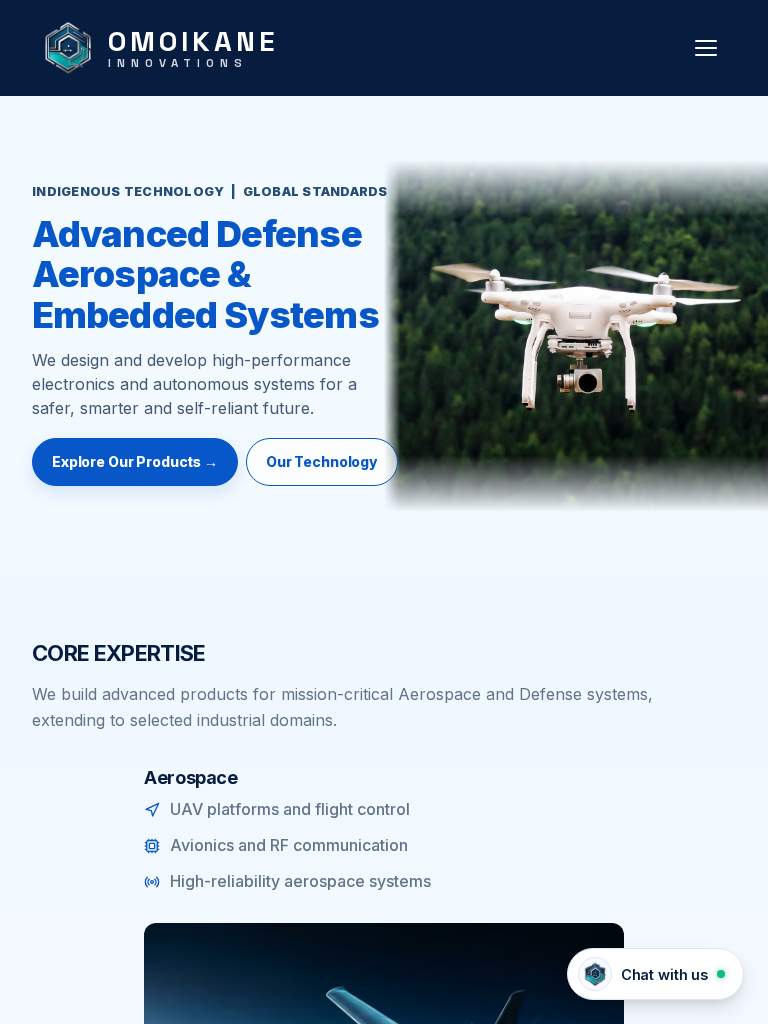 OMOIKANE
INNOVATIONS
INDIGENOUS TECHNOLOGY | GLOBAL STANDARDS
Advanced Defense
Aerospace &
Embedded Systems
We design and develop high-performance
electronics and autonomous systems for a
safer, smarter and self-reliant future.
Explore Our Products →
Our Technology
CORE EXPERTISE
We build advanced products for mission-critical Aerospace and Defense systems,
extending to selected industrial domains.
Aerospace
UAV platforms and flight control
Avionics and RF communication
High-reliability aerospace systems
Chat with us